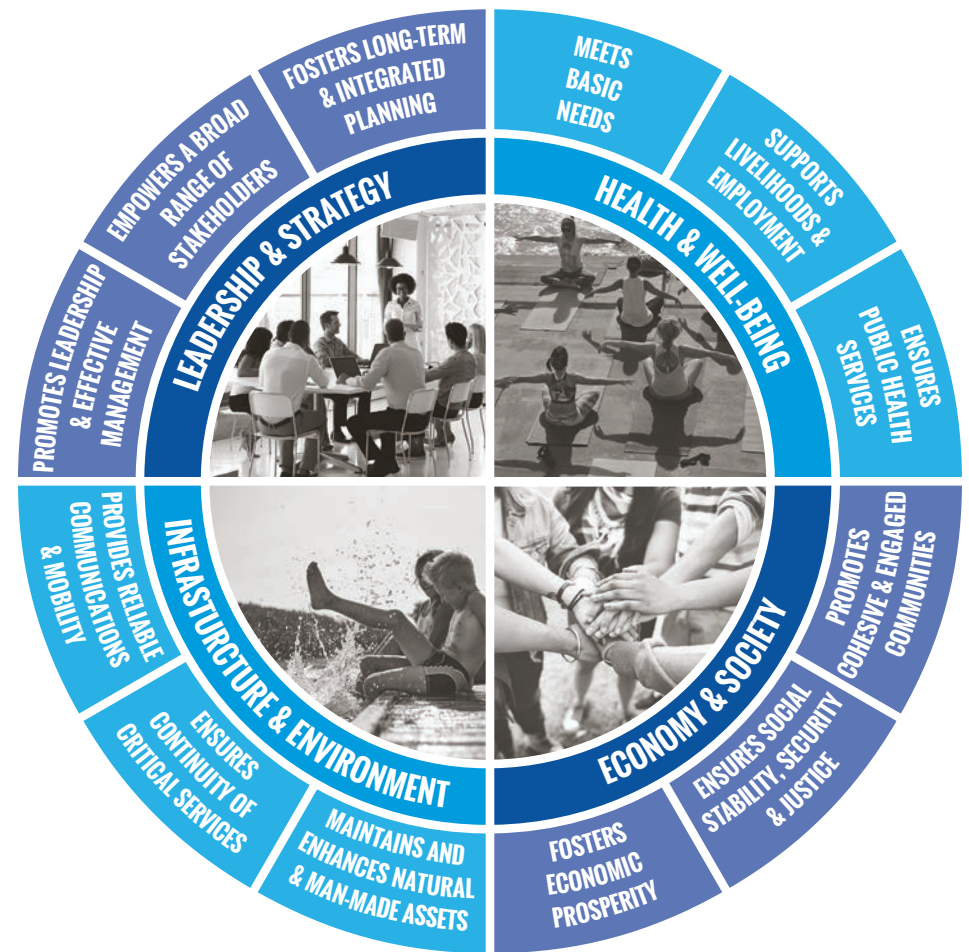 FOSTERS LONG-TERM
& INTEGRATED
PLANNING
MEETS
BASIC
NEEDS
EMPOWERS A BROAD
RANGE OF
STAKEHOLDERS
SUPPORTS
LIVELIHOODS &
EMPLOYMENT
PROMOTES LEADERSHIP
& EFFECTIVE
MANAGEMENT
ENSURES
PUBLIC HEALTH
SERVICES
LEADERSHIP & STRATEGY
HEALTH & WELL-BEING
INFRASTURCTURE & ENVIRONMENT
ECONOMY & SOCIETY
PROVIDES RELIABLE
COMMUNICATIONS
& MOBILITY
PROMOTES
COHESIVE & ENGAGED
COMMUNITIES
ENSURES
CONTINUITY OF
CRITICAL SERVICES
ENSURES SOCIAL
STABILITY, SECURITY
& JUSTICE
MAINTAINS AND
ENHANCES NATURAL
& MAN-MADE ASSETS
FOSTERS
ECONOMIC
PROSPERITY